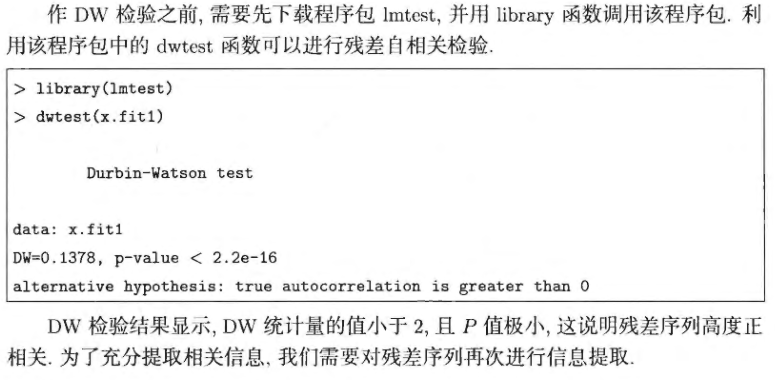 作 DW 检验之前, 需要先下载程序包 lmtest, 并用 library 函数调用该程序包. 利
用该程序包中的 dwtest 函数可以进行残差自相关检验.
> library(lmtest)
> dwtest(x.fit1)
Durbin-Watson test
data: x.fit1
DW=0.1378, p-value < 2.2e-16
alternative hypothesis: true autocorrelation is greater than 0
DW 检验结果显示, DW 统计量的值小于 2, 且 P 值极小, 这说明残差序列高度正
相关. 为了充分提取相关信息, 我们需要对残差序列再次进行信息提取.